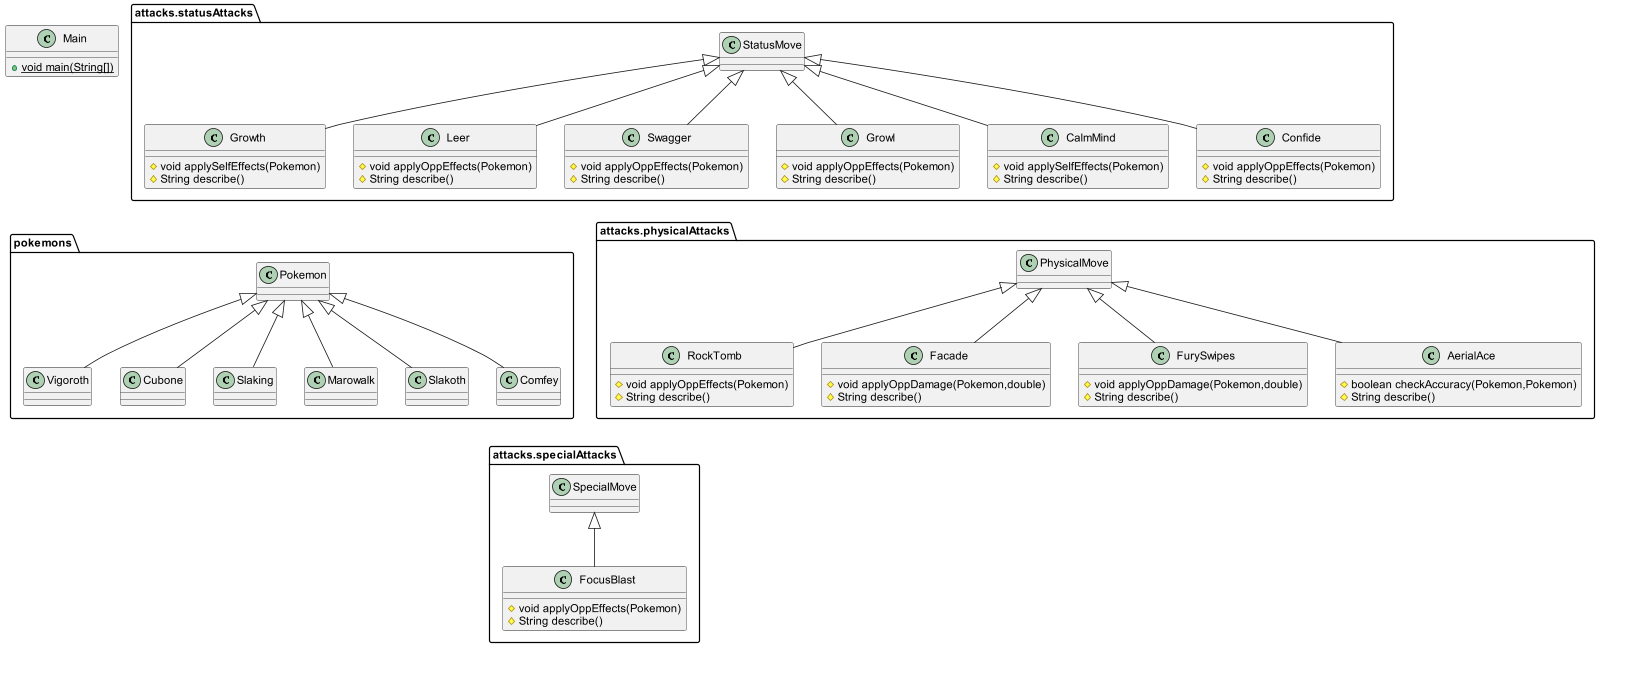 attacks.statusAttacks
C Main
void main(String[])
C StatusMove
C Growth
void applySelfEffects(Pokemon)
String describe()
C Leer
void applyOppEffects(Pokemon)
String describe()
C Swagger
void applyOppEffects(Pokemon)
String describe()
C Growl
void applyOppEffects(Pokemon)
String describe()
C CalmMind
void applySelfEffects(Pokemon)
String describe()
C Confide
void applyOppEffects(Pokemon)
String describe()
pokemons
C Pokemon
C Vigoroth
C Cubone
C Slaking
C Marowalk
C Slakoth
C Comfey
attacks.physicalAttacks
C PhysicalMove
C RockTomb
void applyOppEffects(Pokemon)
String describe()
C Facade
void applyOppDamage(Pokemon,double)
String describe()
C FurySwipes
void applyOppDamage(Pokemon,double)
String describe()
C AerialAce
boolean checkAccuracy(Pokemon,Pokemon)
String describe()
attacks.specialAttacks
C SpecialMove
C FocusBlast
void applyOppEffects(Pokemon)
String describe()